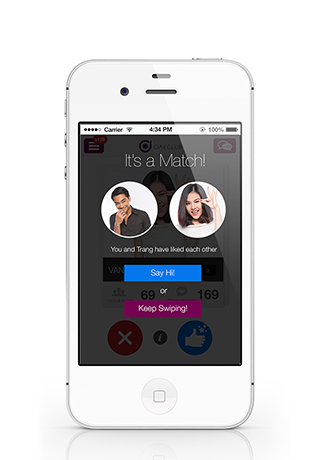 Carrier 4:34 PM 100%
OAKCLUB
It's a Match!
You and Trang have liked each other
VAN
Say Hi!
69 169
or
Keep Swiping!
i